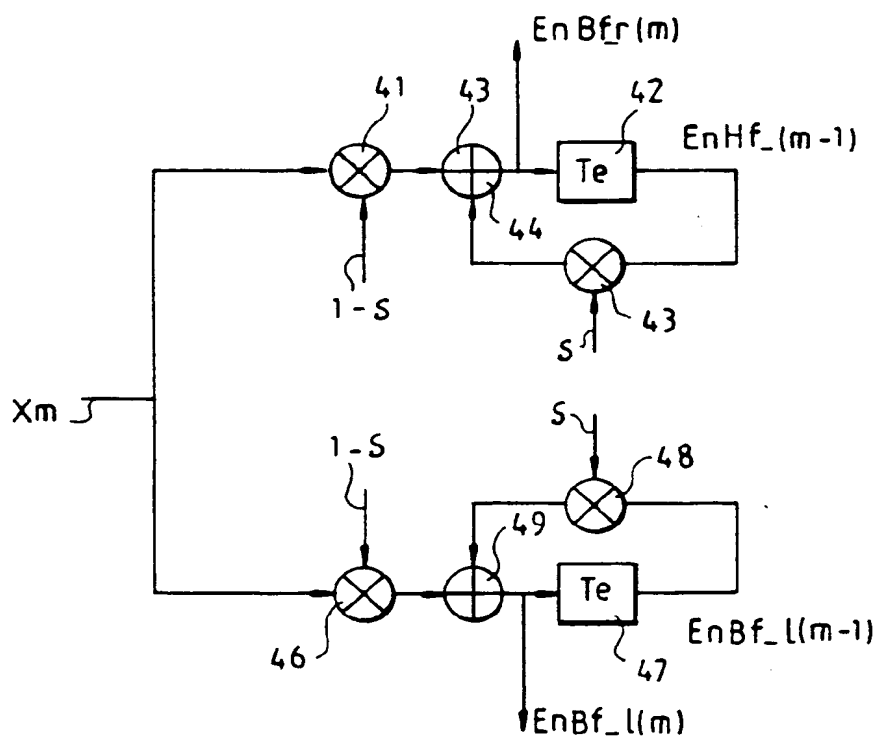 EnBf_r(m)
41
43
42
EnHf_(m-1)
Te
44
1-S
43
S
Xm
S
1-S
48
49
Te
46
47
EnBf_l(m-1)
EnBf_l(m)